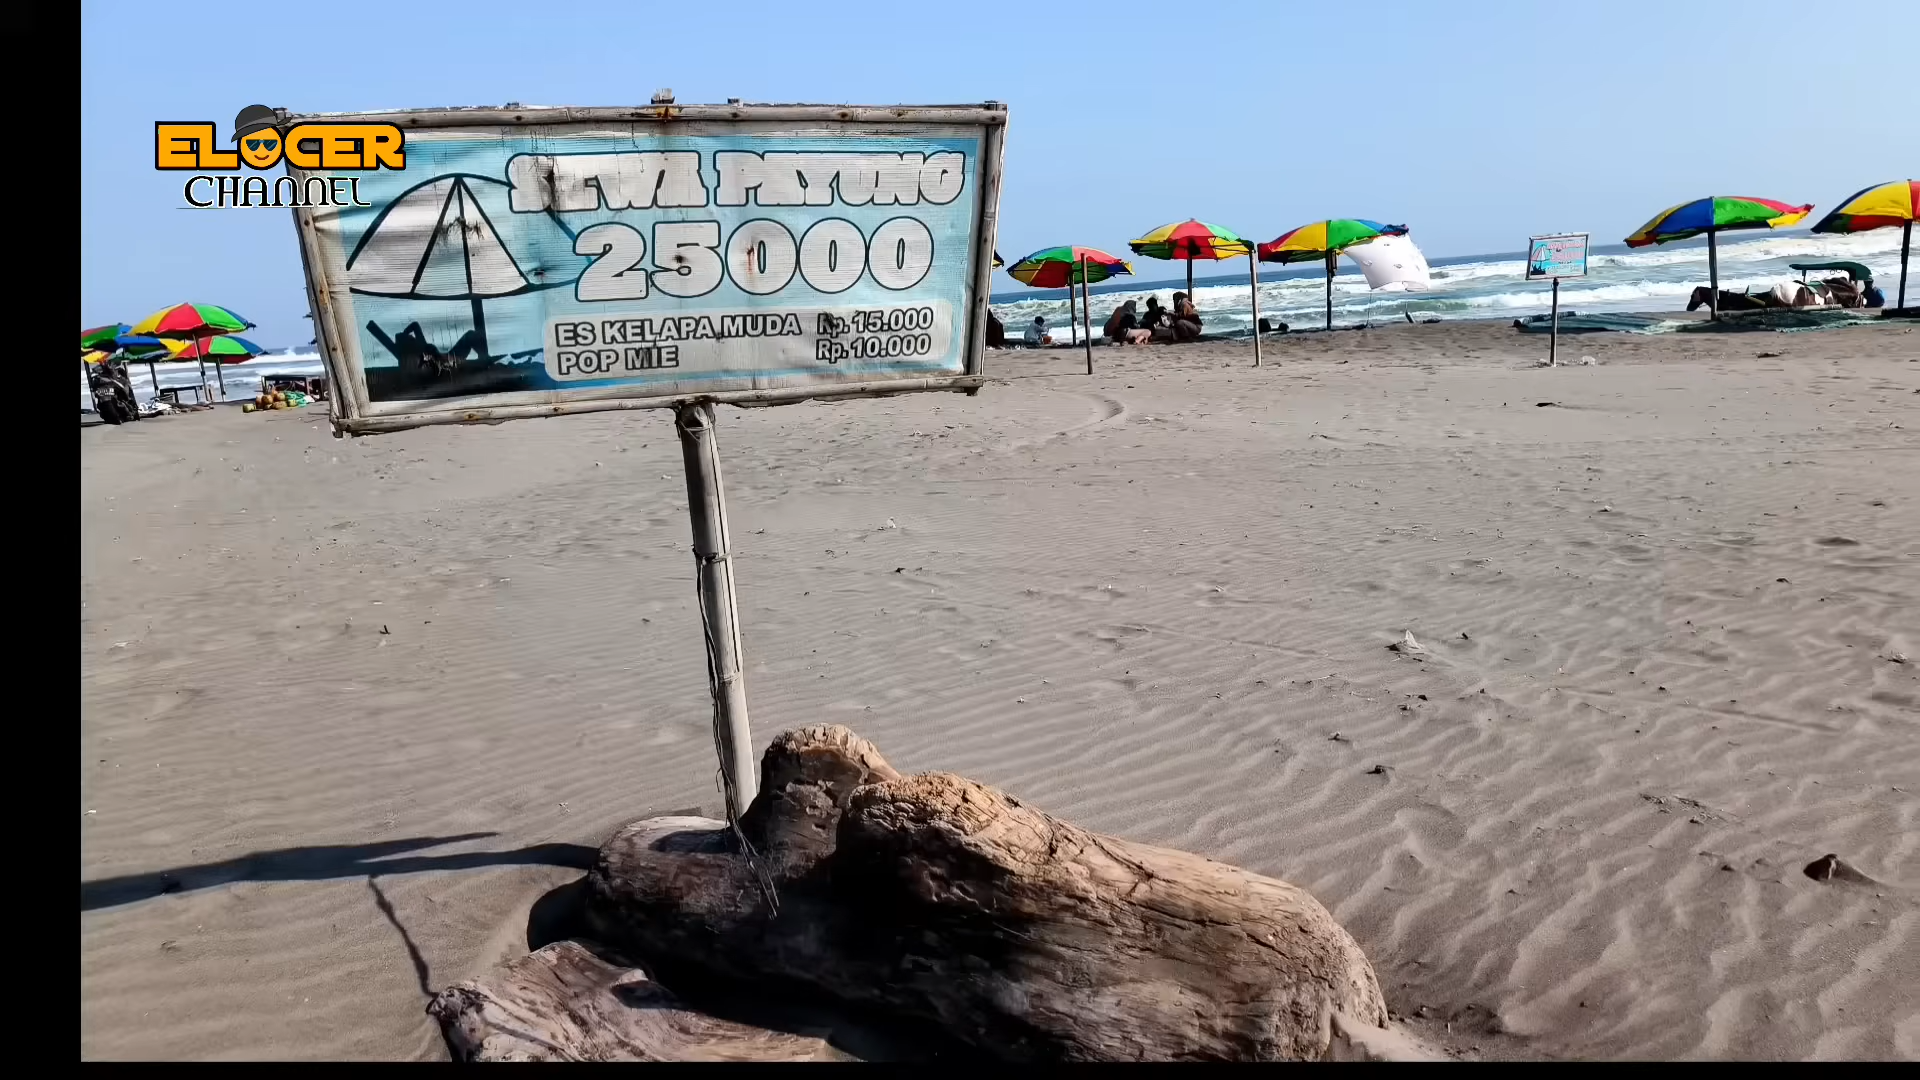 ELOCER
CHANNEL
SEWA PAYUNG
25000
ES KELAPA MUDA Rp. 15.000
POP MIE Rp. 10.000